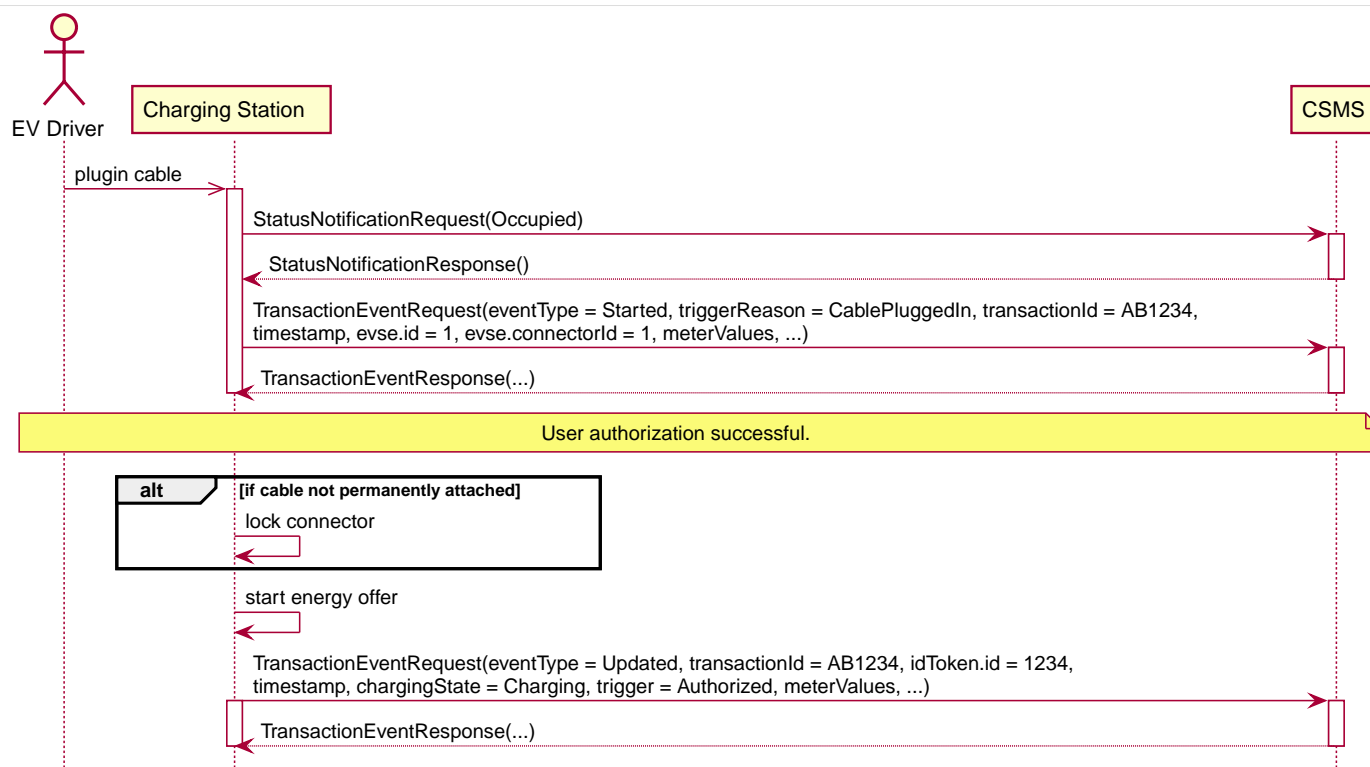 EV Driver
Charging Station
CSMS
plugin cable
StatusNotificationRequest(Occupied)
StatusNotificationResponse()
TransactionEventRequest(eventType = Started, triggerReason = CablePluggedIn, transactionId = AB1234,
timestamp, evse.id = 1, evse.connectorId = 1, meterValues, ...)
TransactionEventResponse(...)
User authorization successful.
alt [if cable not permanently attached]
lock connector
start energy offer
TransactionEventRequest(eventType = Updated, transactionId = AB1234, idToken.id = 1234,
timestamp, chargingState = Charging, trigger = Authorized, meterValues, ...)
TransactionEventResponse(...)